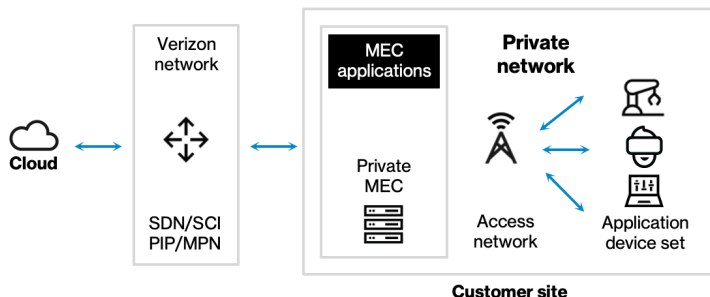 Cloud
Verizon
network
SDN/SCI
PIP/MPN
MEC
applications
Private
MEC
Private
network
Access
network
Application
device set
Customer site